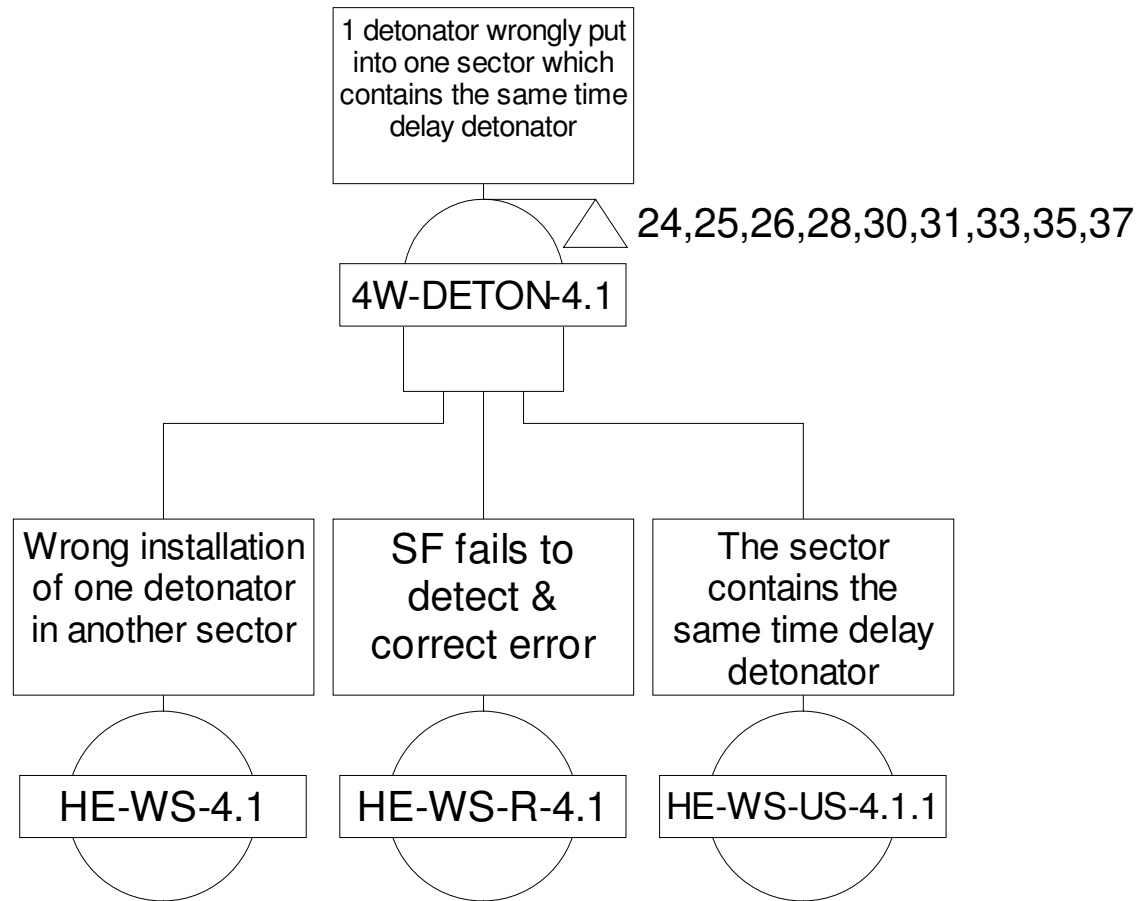 1 detonator wrongly put
into one sector which
contains the same time
delay detonator
24,25,26,28,30,31,33,35,37
4W-DETON-4.1
Wrong installation
of one detonator
in another sector
SF fails to
detect &
correct error
The sector
contains the
same time delay
detonator
HE-WS-4.1
HE-WS-R-4.1
HE-WS-US-4.1.1